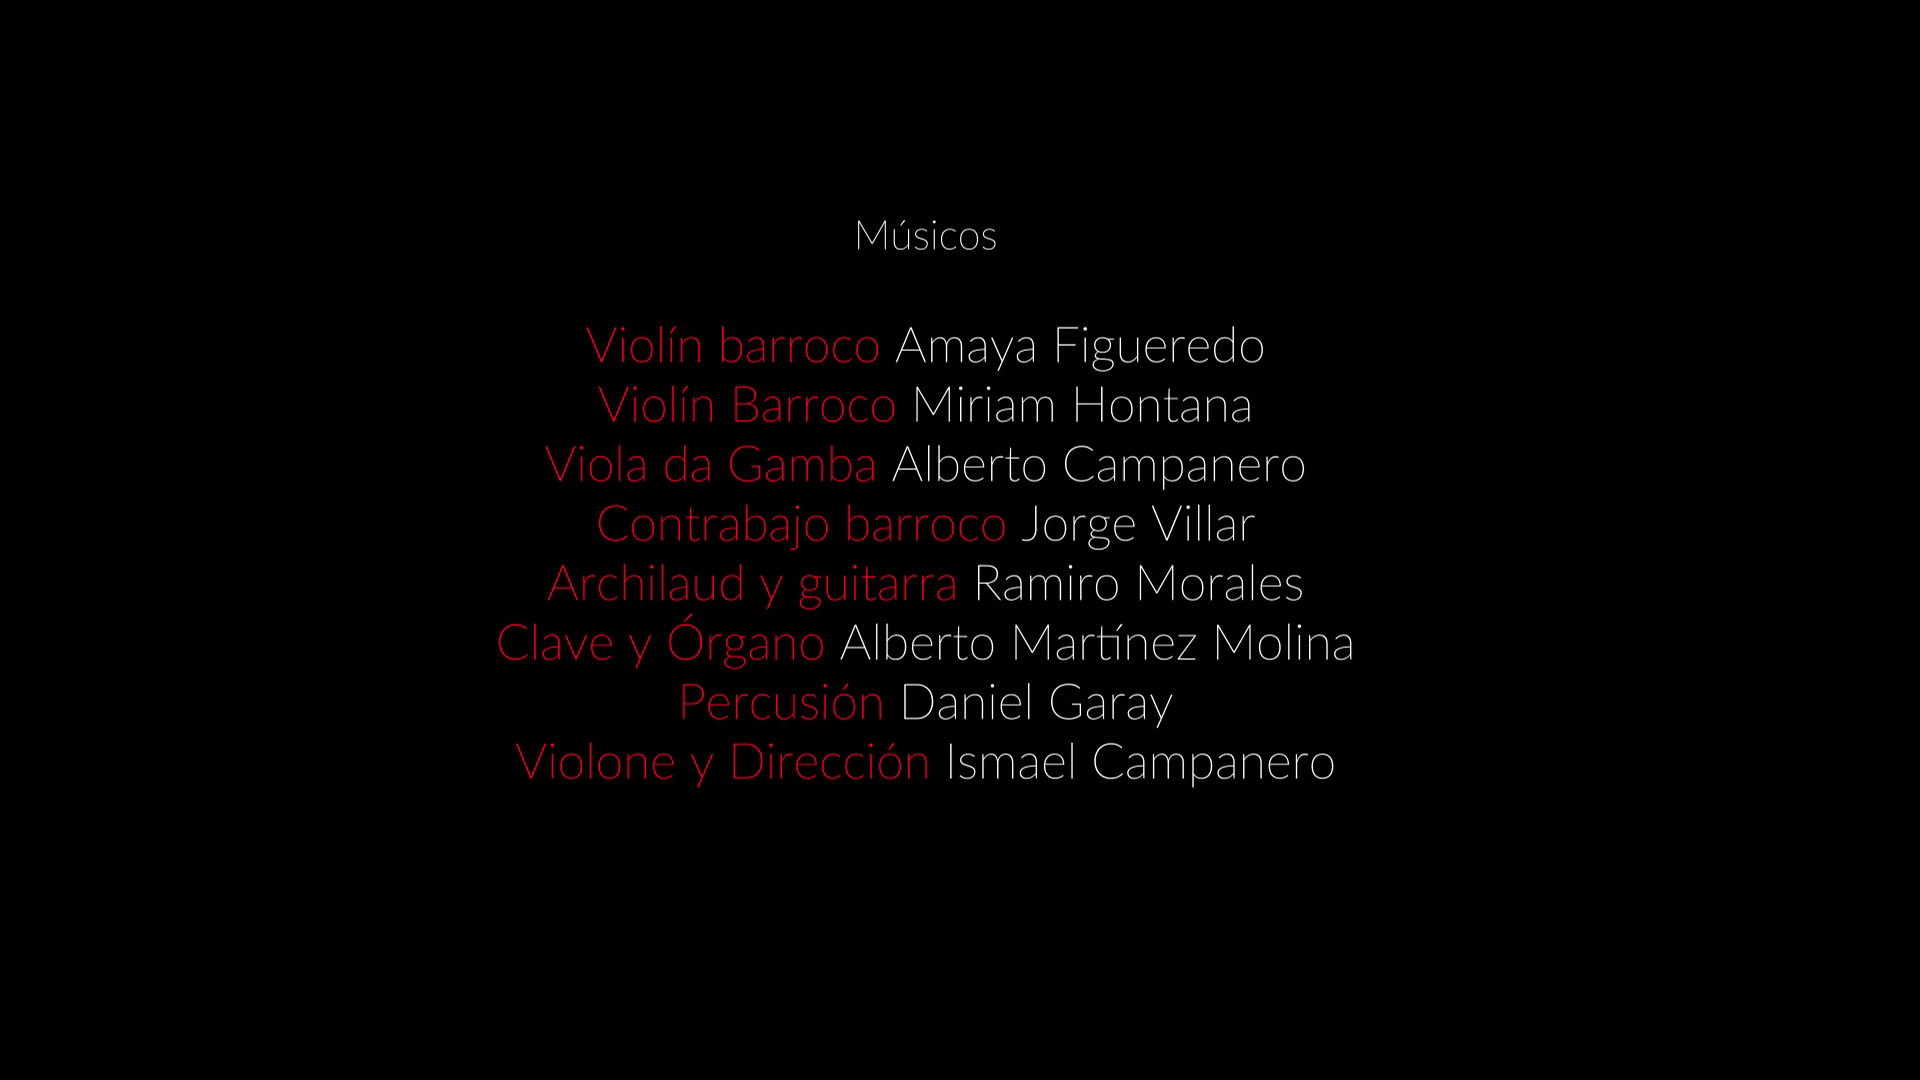 Músicos
Violín barroco Amaya Figueredo
Violín Barroco Miriam Hontana
Viola da Gamba Alberto Campanero
Contrabajo barroco Jorge Villar
Archilaud y guitarra Ramiro Morales
Clave y Órgano Alberto Martínez Molina
Percusión Daniel Garay
Violone y Dirección Ismael Campanero